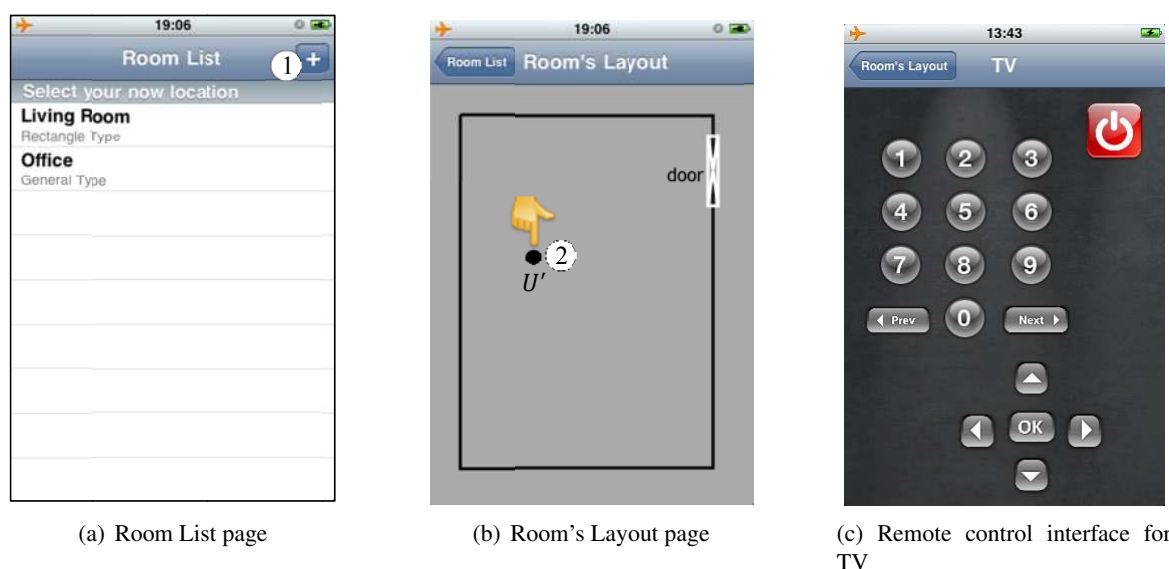 19:06
Room List
1
+
Select your now location
Living Room
Rectangle Type
Office
General Type
(a) Room List page
19:06
Room List
Room's Layout
door
2
U′
(b) Room's Layout page
13:43
Room's Layout
TV
1 2 3
4 5 6
7 8 9
Prev 0 Next
OK
(c) Remote control interface for
TV